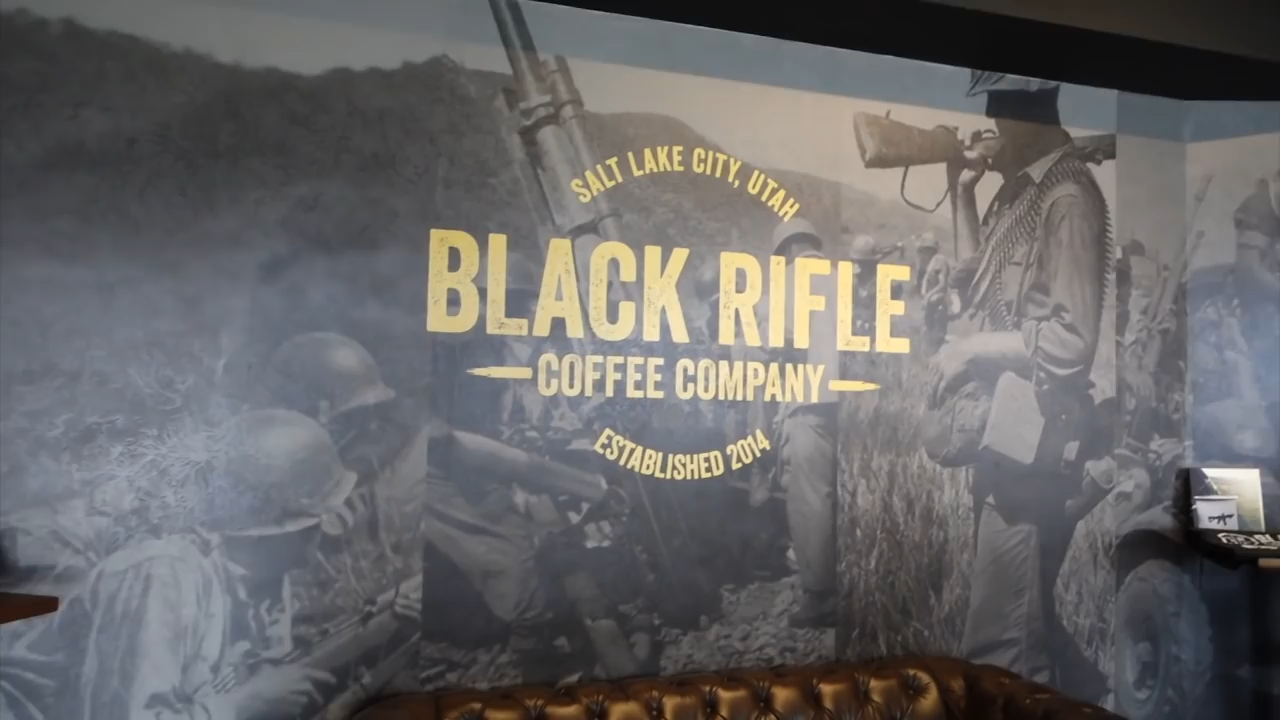 SALT LAKE CITY, UTAH
BLACK RIFLE
COFFEE COMPANY
ESTABLISHED 2014